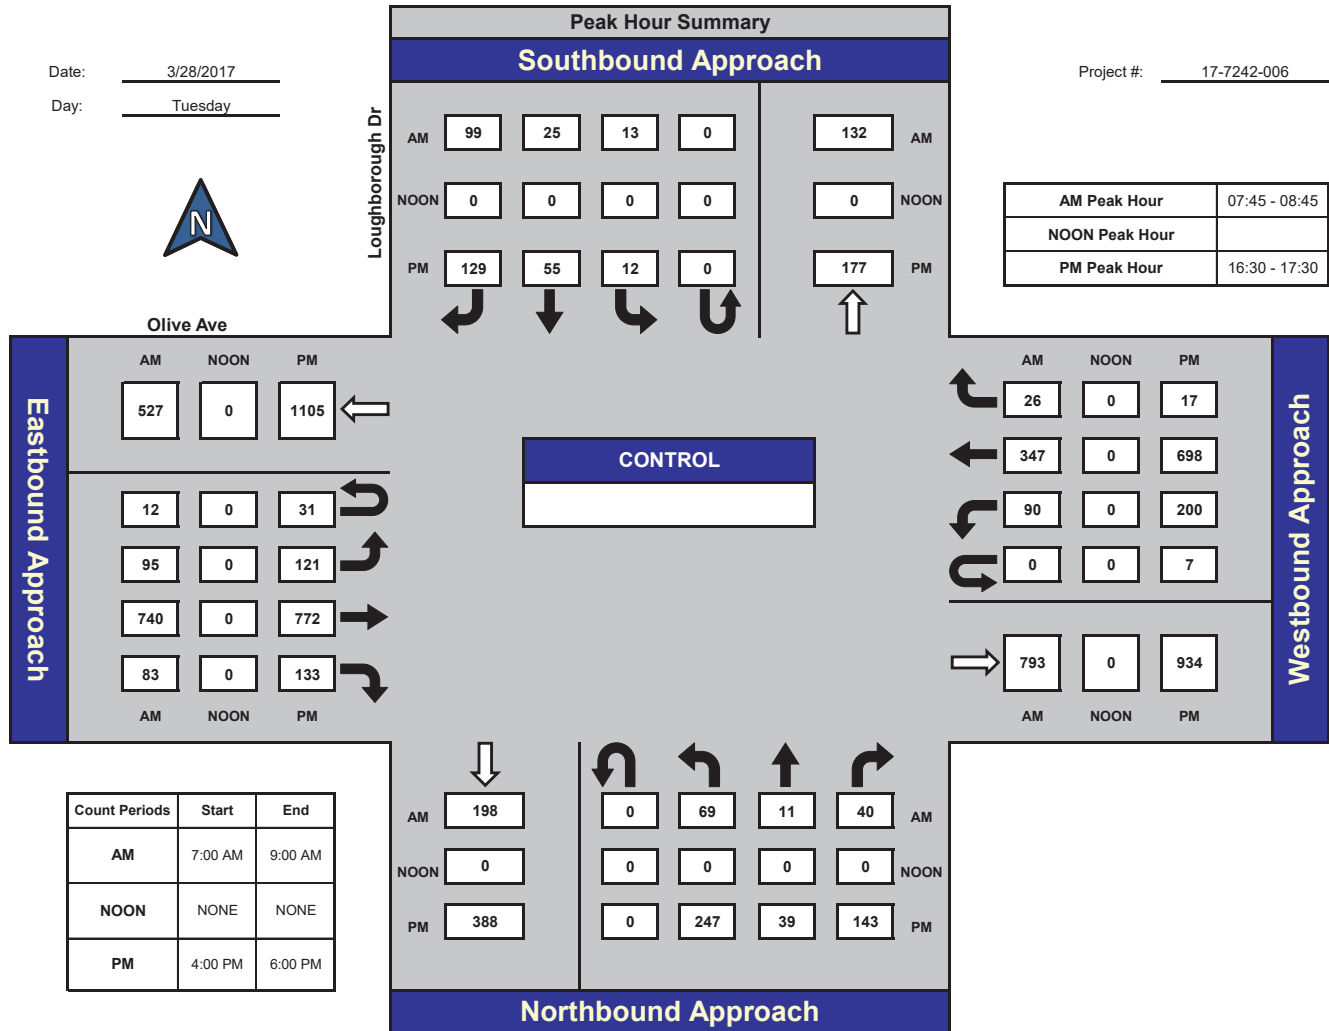 Peak Hour Summary
Southbound Approach
Date: 3/28/2017
Project #: 17-7242-006
Day: Tuesday
Loughborough Dr
AM 99 25 13 0 132 AM
NOON 0 0 0 0 0 NOON
PM 129 55 12 0 177 PM
N
AM Peak Hour 07:45 - 08:45
NOON Peak Hour
PM Peak Hour 16:30 - 17:30
Olive Ave
Eastbound Approach
AM NOON PM
527 0 1105
12 0 31
95 0 121
740 0 772
83 0 133
AM NOON PM
CONTROL
AM NOON PM
26 0 17
347 0 698
90 0 200
0 0 7
793 0 934
AM NOON PM
Westbound Approach
Count Periods Start End
AM 7:00 AM 9:00 AM
NOON NONE NONE
PM 4:00 PM 6:00 PM
AM 198 0 69 11 40 AM
NOON 0 0 0 0 0 NOON
PM 388 0 247 39 143 PM
Northbound Approach